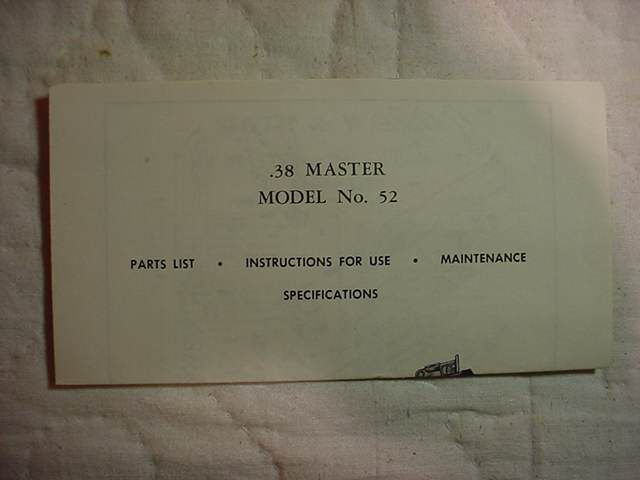 .38 MASTER
MODEL No. 52
PARTS LIST • INSTRUCTIONS FOR USE • MAINTENANCE
SPECIFICATIONS